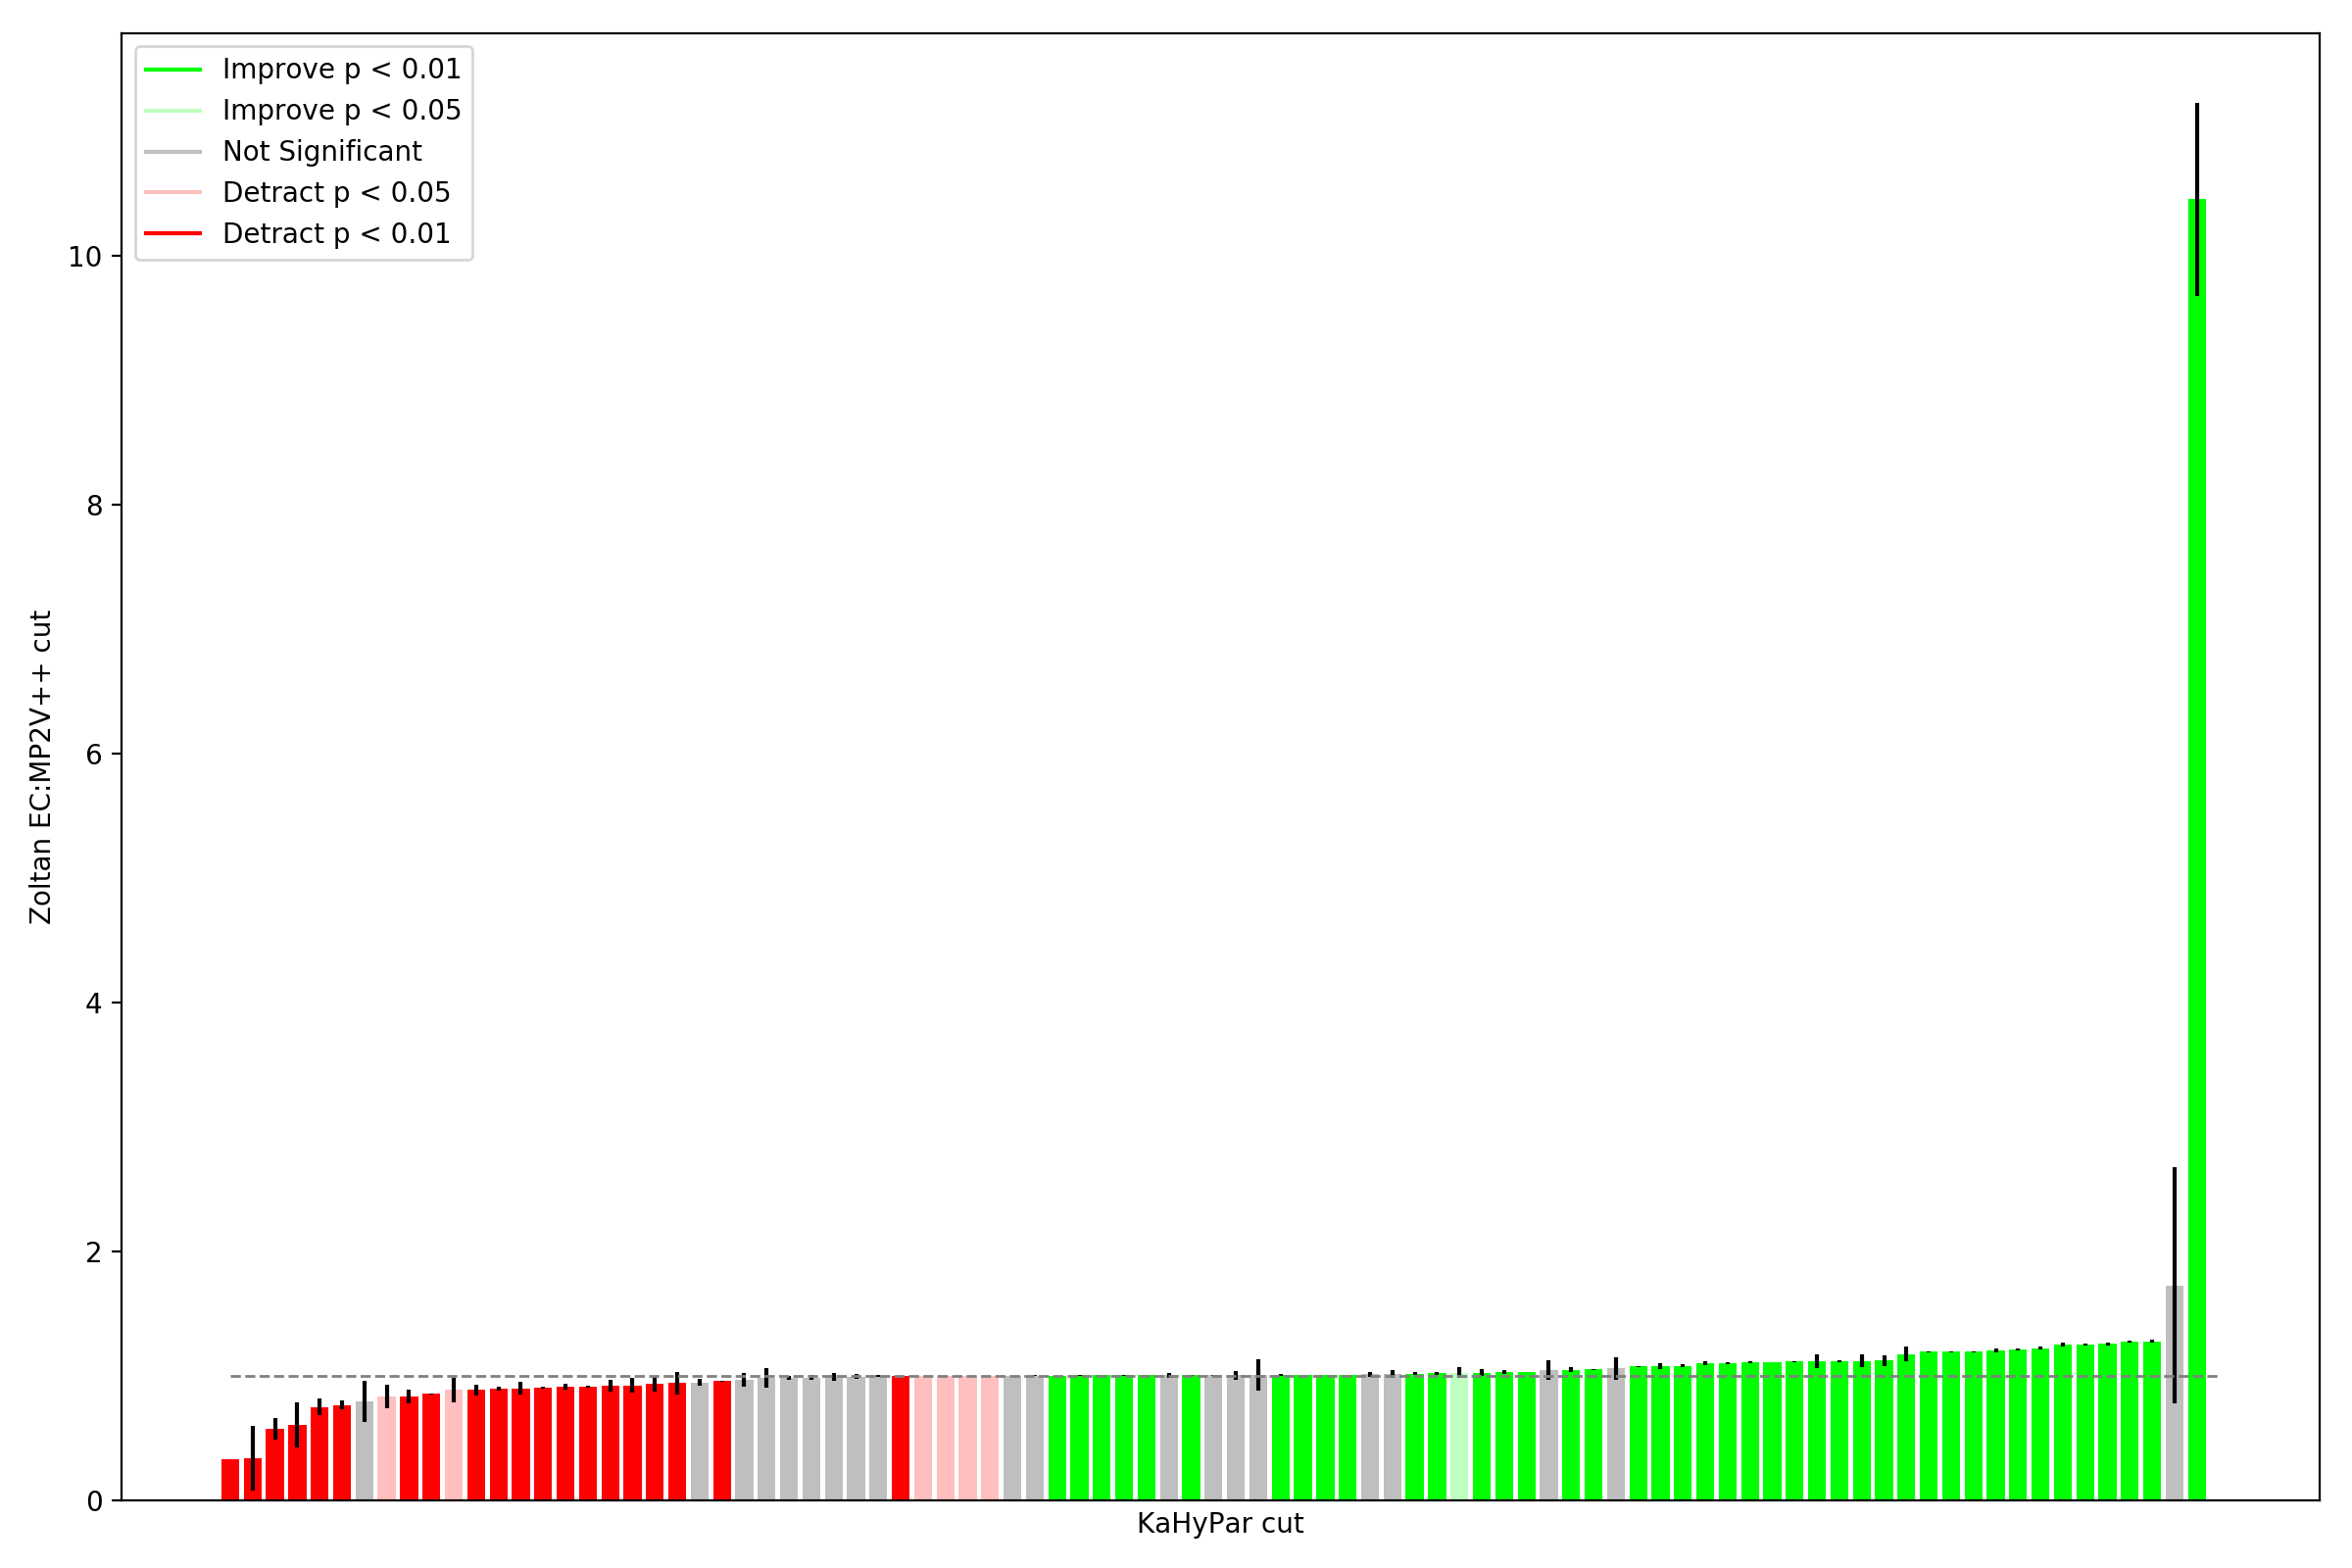 Improve p < 0.01
Improve p < 0.05
Not Significant
Detract p < 0.05
Detract p < 0.01
10
8
6
4
2
0
Zoltan EC:MP2V++ cut
KaHyPar cut